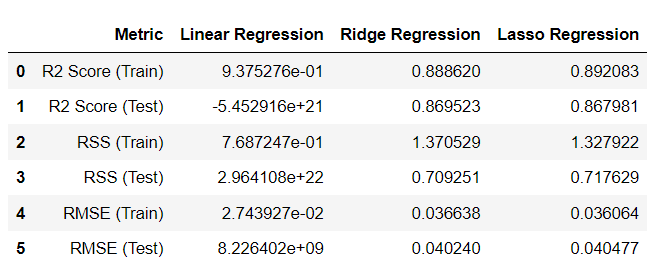 Metric Linear Regression Ridge Regression Lasso Regression
0 R2 Score (Train) 9.375276e-01 0.888620 0.892083
1 R2 Score (Test) -5.452916e+21 0.869523 0.867981
2 RSS (Train) 7.687247e-01 1.370529 1.327922
3 RSS (Test) 2.964108e+22 0.709251 0.717629
4 RMSE (Train) 2.743927e-02 0.036638 0.036064
5 RMSE (Test) 8.226402e+09 0.040240 0.040477